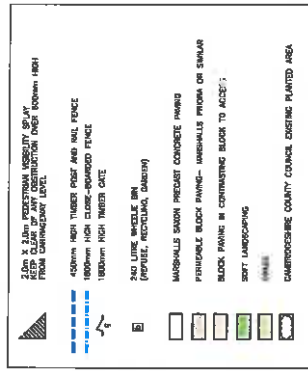 2.0m X 2.0m PEDESTRIAN VISIBILITY SPLAY
KEEP CLEAR OF ANY OBSTRUCTION OVER 600mm HIGH
FROM CARRIAGEWAY LEVEL
450mm HIGH TIMBER POST AND RAIL FENCE
1800mm HIGH CLOSE-BOARDED FENCE
1800mm HIGH TIMBER GATE
240 LITRE WHEELIE BIN
(REFUSE, RECYCLING, GARDEN)
MARSHALLS SAXON PRECAST CONCRETE PAVING
PERMEABLE BLOCK PAVING- MARSHALLS PRIORA OR SIMILAR
BLOCK PAVING IN CONTRASTING BLOCK TO ACCESS
SOFT LANDSCAPING
CAMBRIDGESHIRE COUNTY COUNCIL EXISTING PLANTED AREA